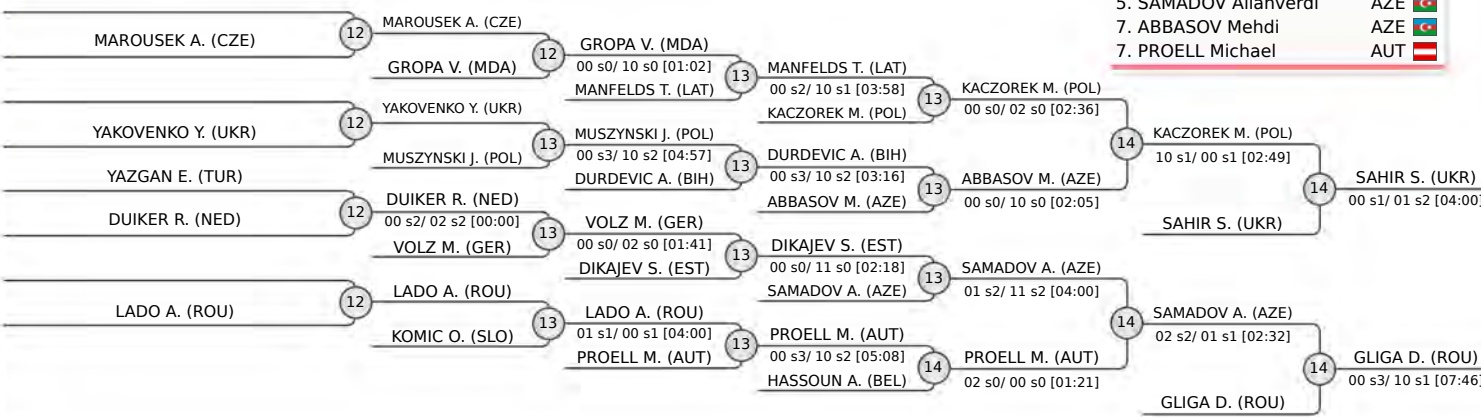 5. SAMADOV Allahverdi AZE
7. ABBASOV Mehdi AZE
7. PROELL Michael AUT
MAROUSEK A. (CZE)
YAKOVENKO Y. (UKR)
YAZGAN E. (TUR)
DUIKER R. (NED)
LADO A. (ROU)
12
12
12
12
MAROUSEK A. (CZE)
GROPA V. (MDA)
YAKOVENKO Y. (UKR)
MUSZYNSKI J. (POL)
DUIKER R. (NED)
00 s2/ 02 s2 [00:00]
VOLZ M. (GER)
LADO A. (ROU)
KOMIC O. (SLO)
12
13
13
13
GROPA V. (MDA)
00 s0/ 10 s0 [01:02]
MANFELDS T. (LAT)
MUSZYNSKI J. (POL)
00 s3/ 10 s2 [04:57]
DURDEVIC A. (BIH)
VOLZ M. (GER)
00 s0/ 02 s0 [01:41]
DIKAJEV S. (EST)
LADO A. (ROU)
01 s1/ 00 s1 [04:00]
PROELL M. (AUT)
13
13
13
13
MANFELDS T. (LAT)
00 s2/ 10 s1 [03:58]
KACZOREK M. (POL)
DURDEVIC A. (BIH)
00 s3/ 10 s2 [03:16]
ABBASOV M. (AZE)
DIKAJEV S. (EST)
00 s0/ 11 s0 [02:18]
SAMADOV A. (AZE)
PROELL M. (AUT)
00 s3/ 10 s2 [05:08]
HASSOUN A. (BEL)
13
13
13
14
KACZOREK M. (POL)
00 s0/ 02 s0 [02:36]
ABBASOV M. (AZE)
00 s0/ 10 s0 [02:05]
SAMADOV A. (AZE)
01 s2/ 11 s2 [04:00]
PROELL M. (AUT)
02 s0/ 00 s0 [01:21]
14
14
KACZOREK M. (POL)
10 s1/ 00 s1 [02:49]
SAHIR S. (UKR)
SAMADOV A. (AZE)
02 s2/ 01 s1 [02:32]
GLIGA D. (ROU)
14
14
SAHIR S. (UKR)
00 s1/ 01 s2 [04:00]
GLIGA D. (ROU)
00 s3/ 10 s1 [07:46]